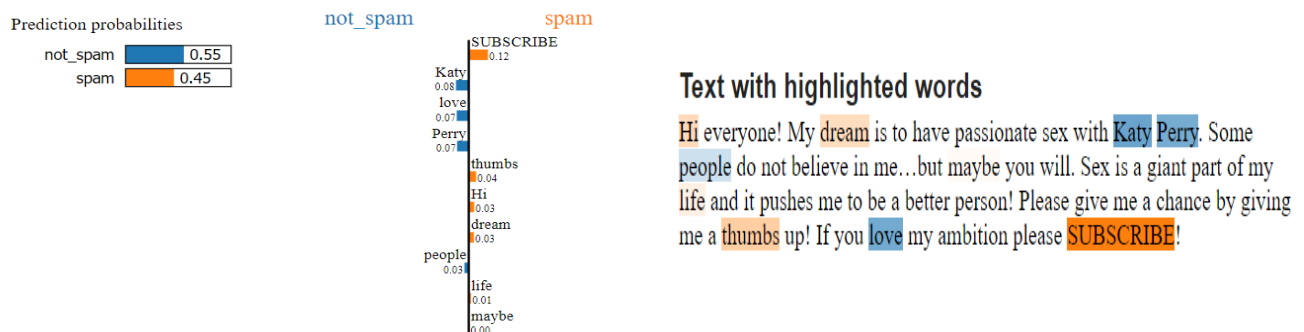 Prediction probabilities
not_spam 0.55
spam 0.45
not_spam spam
SUBSCRIBE
0.12
Katy
0.08
love
0.07
Perry
0.07
thumbs
0.04
Hi
0.03
dream
0.03
people
0.03
life
0.01
maybe
0.00
Text with highlighted words
Hi everyone! My dream is to have passionate sex with Katy Perry. Some
people do not believe in me…but maybe you will. Sex is a giant part of my
life and it pushes me to be a better person! Please give me a chance by giving
me a thumbs up! If you love my ambition please SUBSCRIBE!